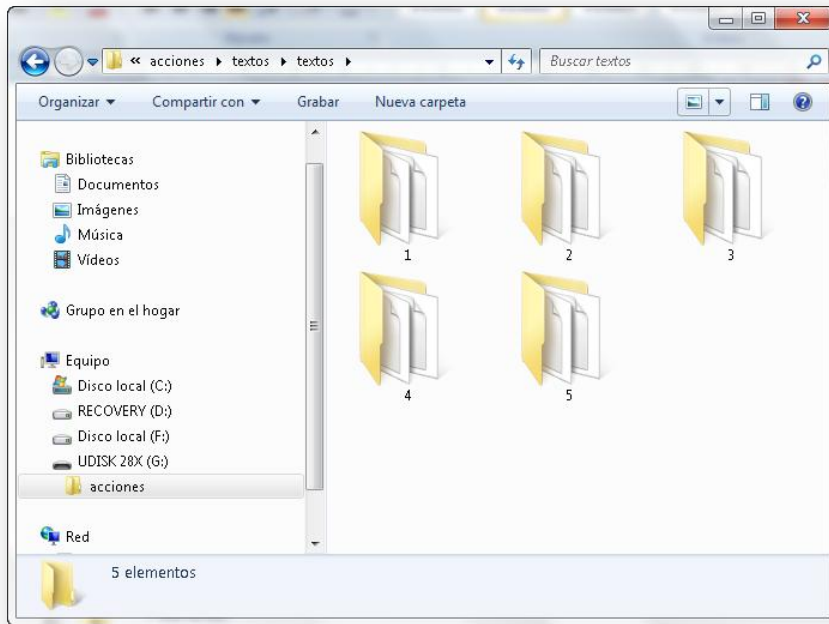 « acciones ▸ textos ▸ textos ▸
Buscar textos
Organizar ▾ Compartir con ▾ Grabar Nueva carpeta
Bibliotecas
Documentos
Imágenes
Música
Vídeos
Grupo en el hogar
Equipo
Disco local (C:)
RECOVERY (D:)
Disco local (F:)
UDISK 28X (G:)
acciones
Red
1 2 3
4 5
5 elementos